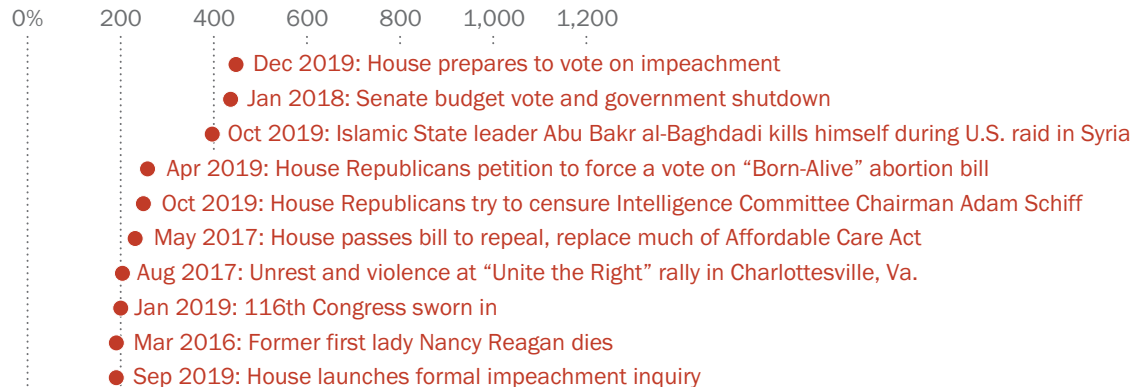 0% 200 400 600 800 1,000 1,200
Dec 2019: House prepares to vote on impeachment
Jan 2018: Senate budget vote and government shutdown
Oct 2019: Islamic State leader Abu Bakr al-Baghdadi kills himself during U.S. raid in Syria
Apr 2019: House Republicans petition to force a vote on “Born-Alive” abortion bill
Oct 2019: House Republicans try to censure Intelligence Committee Chairman Adam Schiff
May 2017: House passes bill to repeal, replace much of Affordable Care Act
Aug 2017: Unrest and violence at “Unite the Right” rally in Charlottesville, Va.
Jan 2019: 116th Congress sworn in
Mar 2016: Former first lady Nancy Reagan dies
Sep 2019: House launches formal impeachment inquiry